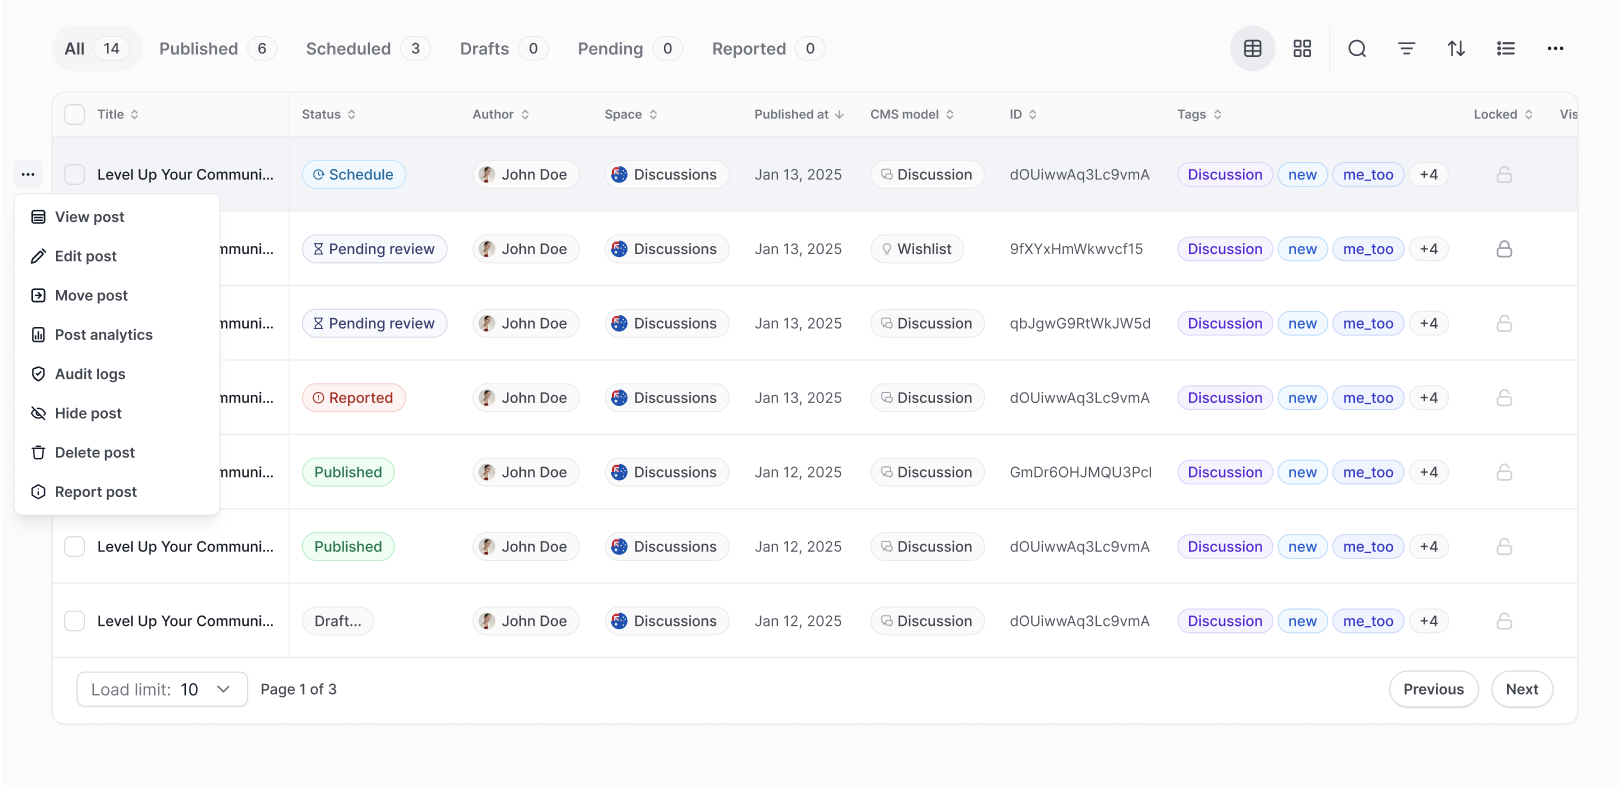 All 14 Published 6 Scheduled 3 Drafts 0 Pending 0 Reported 0
Title Status Author Space Published at CMS model ID Tags Locked Vis
Level Up Your Communi... Schedule John Doe Discussions Jan 13, 2025 Discussion dOUiwwAq3Lc9vmA Discussion new me_too +4
View post
Edit post
Move post
Post analytics
Audit logs
Hide post
Delete post
Report post
mmuni... Pending review John Doe Discussions Jan 13, 2025 Wishlist 9fXYxHmWkwvcf15 Discussion new me_too +4
mmuni... Pending review John Doe Discussions Jan 13, 2025 Discussion qbJgwG9RtWkJW5d Discussion new me_too +4
mmuni... Reported John Doe Discussions Jan 13, 2025 Discussion dOUiwwAq3Lc9vmA Discussion new me_too +4
mmuni... Published John Doe Discussions Jan 12, 2025 Discussion GmDr6OHJMQU3Pcl Discussion new me_too +4
Level Up Your Communi... Published John Doe Discussions Jan 12, 2025 Discussion dOUiwwAq3Lc9vmA Discussion new me_too +4
Level Up Your Communi... Draft... John Doe Discussions Jan 12, 2025 Discussion dOUiwwAq3Lc9vmA Discussion new me_too +4
Load limit: 10 Page 1 of 3 Previous Next